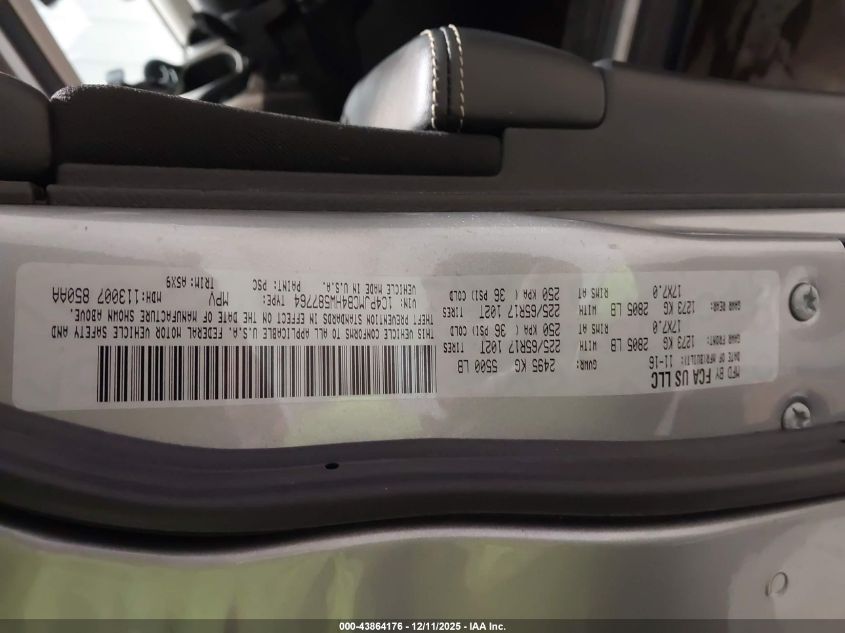 MFD BY FCA US LLC
DATE OF MFR(BUILT): 11-16
GVWR: 2495 KG 5500 LB
GAWR FRONT: 1273 KG 2805 LB WITH 225/65R17 102T TIRES
17X7.0 RIMS AT 250 KPA ( 36 PSI) COLD
GAWR REAR: 1273 KG 2805 LB WITH 225/65R17 102T TIRES
17X7.0 RIMS AT 250 KPA ( 36 PSI) COLD
THIS VEHICLE CONFORMS TO ALL APPLICABLE U.S.A. FEDERAL MOTOR VEHICLE SAFETY AND
THEFT PREVENTION STANDARDS IN EFFECT ON THE DATE OF MANUFACTURE SHOWN ABOVE.
VIN: 1C4PJMCB4HW587764 TYPE: MPV MDH:113007 850AA
VEHICLE MADE IN U.S.A. PAINT: PSC TRIM: A5X9
000-43864176 - 12/11/2025 - IAA Inc.